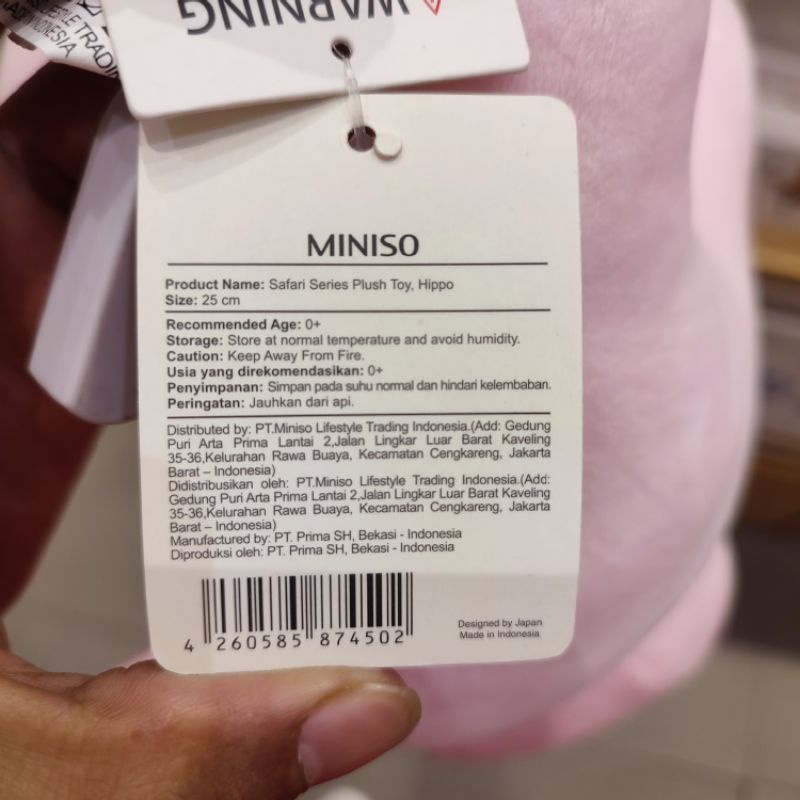 WARNING
MINISO
Product Name: Safari Series Plush Toy, Hippo
Size: 25 cm
Recommended Age: 0+
Storage: Store at normal temperature and avoid humidity.
Caution: Keep Away From Fire.
Usia yang direkomendasikan: 0+
Penyimpanan: Simpan pada suhu normal dan hindari kelembaban.
Peringatan: Jauhkan dari api.
Distributed by: PT.Miniso Lifestyle Trading Indonesia.(Add: Gedung
Puri Arta Prima Lantai 2,Jalan Lingkar Luar Barat Kaveling
35-36,Kelurahan Rawa Buaya, Kecamatan Cengkareng, Jakarta
Barat – Indonesia)
Didistribusikan oleh: PT.Miniso Lifestyle Trading Indonesia.(Add:
Gedung Puri Arta Prima Lantai 2,Jalan Lingkar Luar Barat Kaveling
35-36,Kelurahan Rawa Buaya, Kecamatan Cengkareng, Jakarta
Barat – Indonesia)
Manufactured by: PT. Prima SH, Bekasi - Indonesia
Diproduksi oleh: PT. Prima SH, Bekasi - Indonesia
4 260585 874502
Designed by Japan
Made in Indonesia